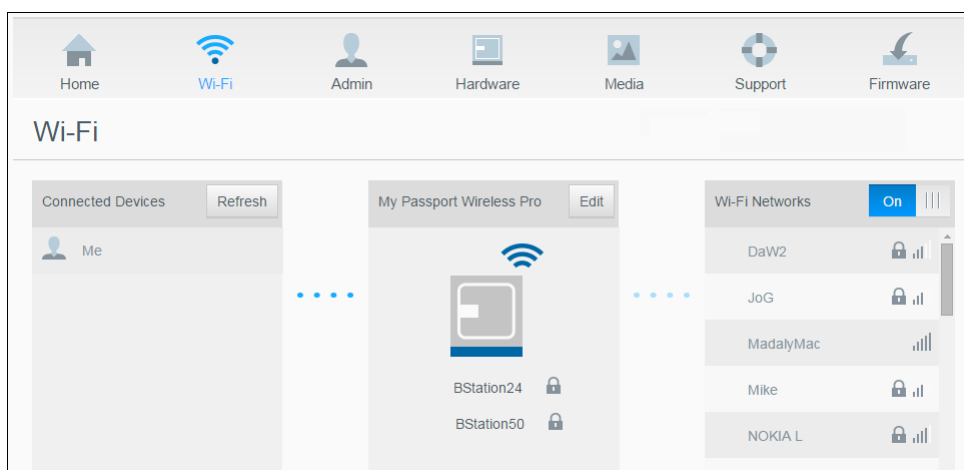 Home Wi-Fi Admin Hardware Media Support Firmware
Wi-Fi
Connected Devices Refresh
Me
My Passport Wireless Pro Edit
BStation24
BStation50
Wi-Fi Networks On
DaW2
JoG
MadalyMac
Mike
NOKIA L